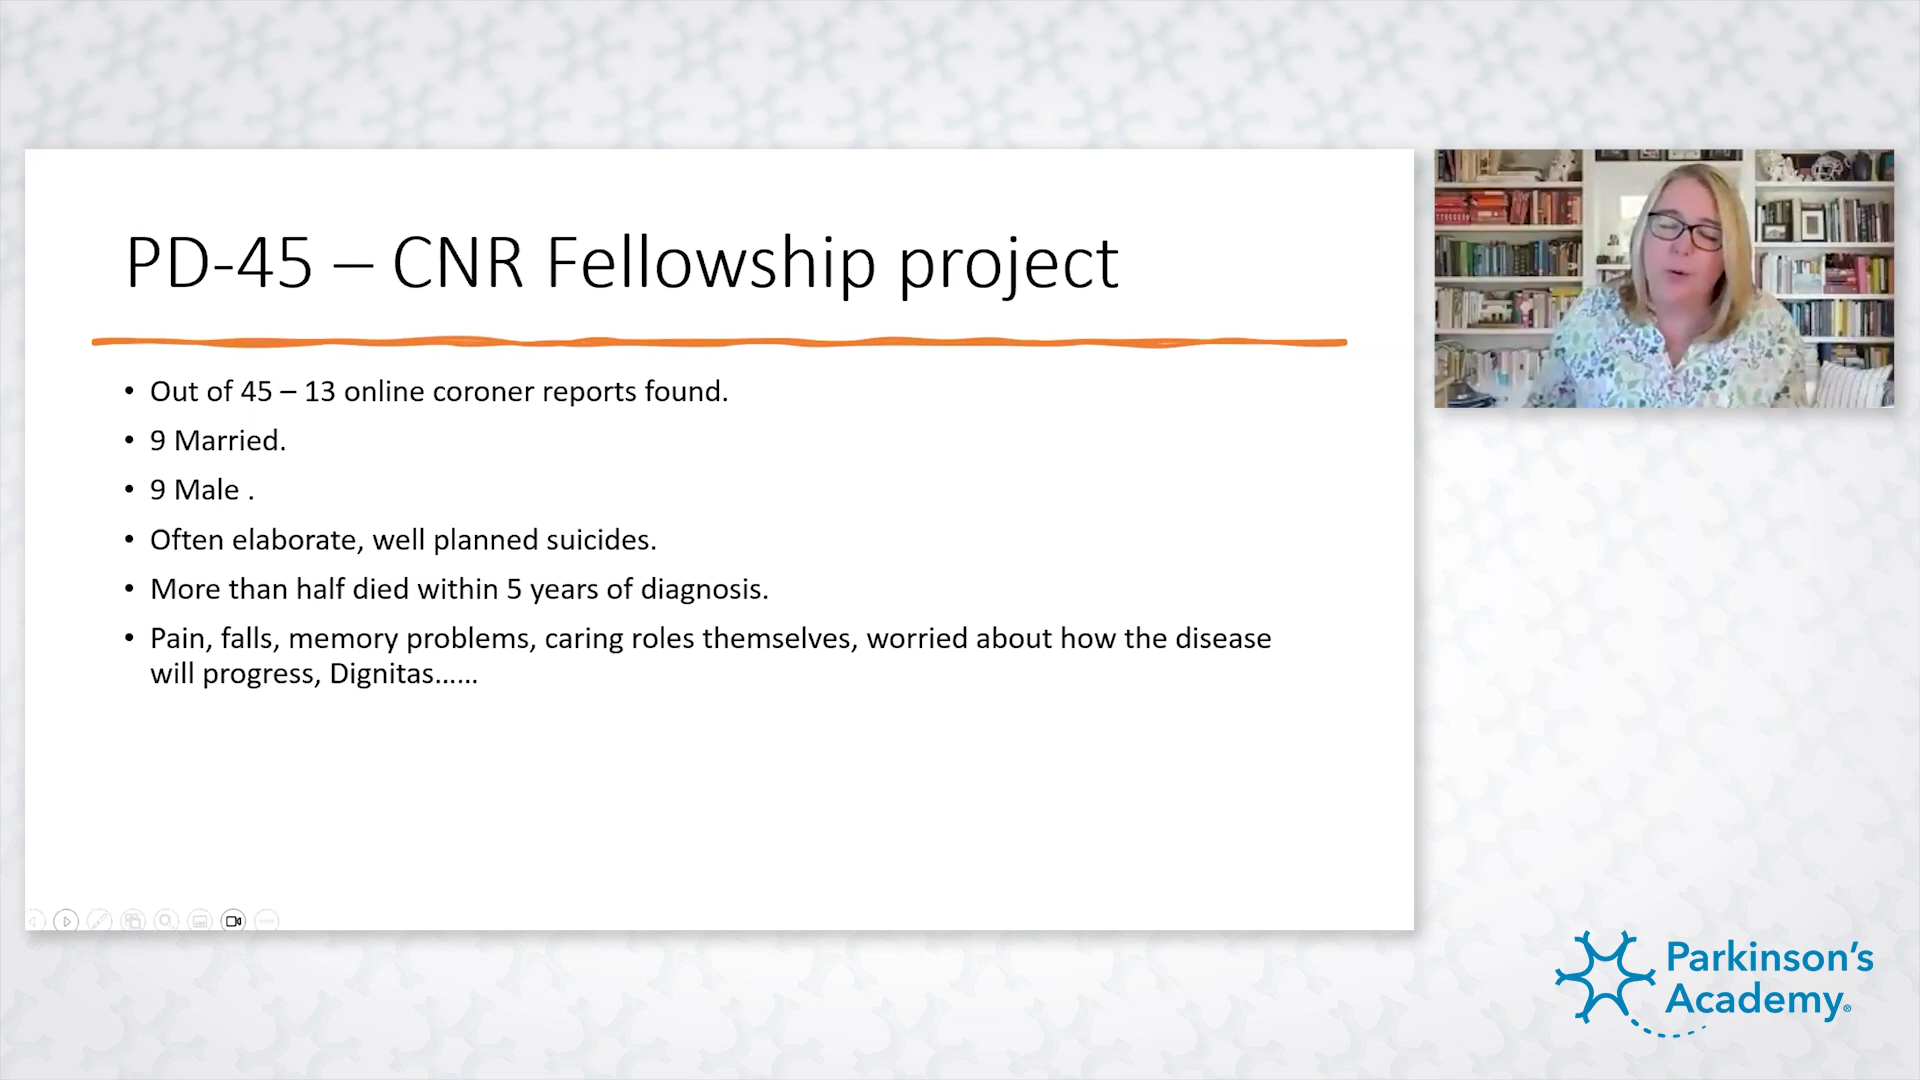 PD-45 – CNR Fellowship project
• Out of 45 – 13 online coroner reports found.
• 9 Married.
• 9 Male .
• Often elaborate, well planned suicides.
• More than half died within 5 years of diagnosis.
• Pain, falls, memory problems, caring roles themselves, worried about how the disease
will progress, Dignitas......
Parkinson's
Academy®